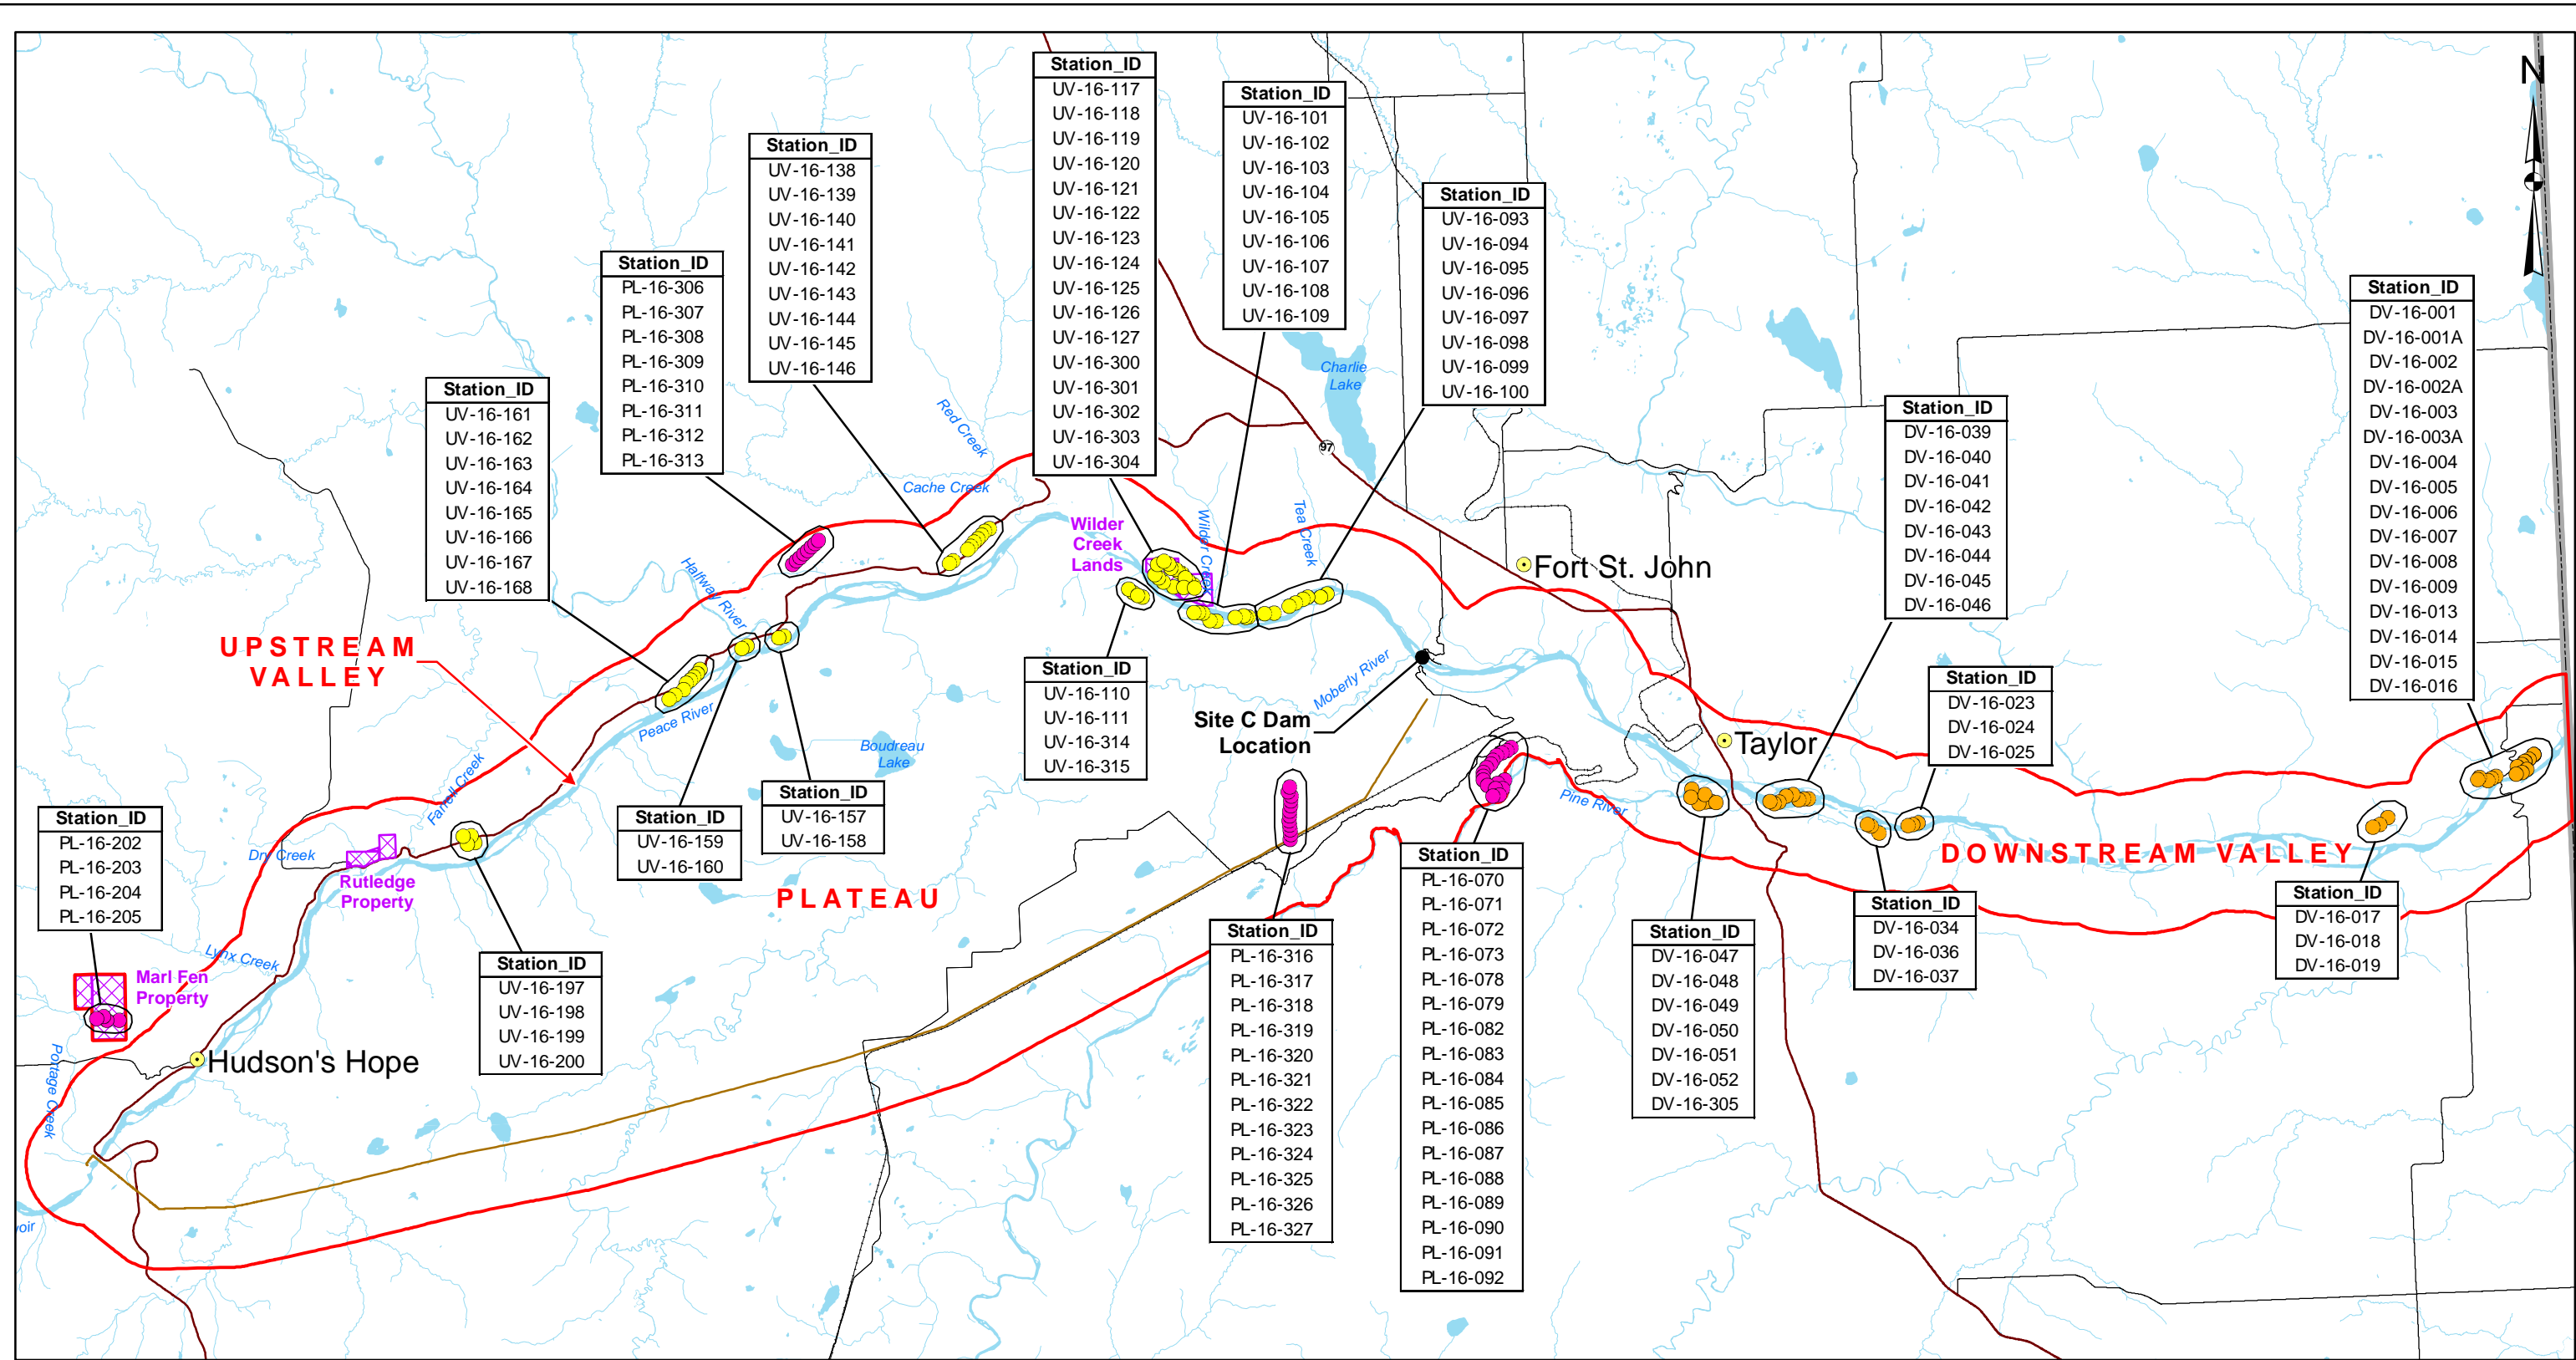 N
Station_ID
UV-16-117
UV-16-118
UV-16-119
UV-16-120
UV-16-121
UV-16-122
UV-16-123
UV-16-124
UV-16-125
UV-16-126
UV-16-127
UV-16-300
UV-16-301
UV-16-302
UV-16-303
UV-16-304
Station_ID
UV-16-101
UV-16-102
UV-16-103
UV-16-104
UV-16-105
UV-16-106
UV-16-107
UV-16-108
UV-16-109
Station_ID
UV-16-138
UV-16-139
UV-16-140
UV-16-141
UV-16-142
UV-16-143
UV-16-144
UV-16-145
UV-16-146
Station_ID
UV-16-093
UV-16-094
UV-16-095
UV-16-096
UV-16-097
UV-16-098
UV-16-099
UV-16-100
Station_ID
PL-16-306
PL-16-307
PL-16-308
PL-16-309
PL-16-310
PL-16-311
PL-16-312
PL-16-313
Station_ID
DV-16-001
DV-16-001A
DV-16-002
DV-16-002A
DV-16-003
DV-16-003A
DV-16-004
DV-16-005
DV-16-006
DV-16-007
DV-16-008
DV-16-009
DV-16-013
DV-16-014
DV-16-015
DV-16-016
Station_ID
UV-16-161
UV-16-162
UV-16-163
UV-16-164
UV-16-165
UV-16-166
UV-16-167
UV-16-168
Station_ID
DV-16-039
DV-16-040
DV-16-041
DV-16-042
DV-16-043
DV-16-044
DV-16-045
DV-16-046
Charlie
Lake
97
Red Creek
Cache Creek
Wilder
Creek
Lands
Wilder Creek
Tea Creek
Fort St. John
Halfway River
UPSTREAM
VALLEY
Peace River
Boudreau
Lake
Station_ID
UV-16-110
UV-16-111
UV-16-314
UV-16-315
Moberly River
Site C Dam
Location
Station_ID
DV-16-023
DV-16-024
DV-16-025
Taylor
Pine River
Farrell Creek
Station_ID
UV-16-159
UV-16-160
Station_ID
UV-16-157
UV-16-158
Station_ID
PL-16-202
PL-16-203
PL-16-204
PL-16-205
Dry Creek
Rutledge
Property
PLATEAU
DOWNSTREAM VALLEY
Station_ID
PL-16-070
PL-16-071
PL-16-072
PL-16-073
PL-16-078
PL-16-079
PL-16-082
PL-16-083
PL-16-084
PL-16-085
PL-16-086
PL-16-087
PL-16-088
PL-16-089
PL-16-090
PL-16-091
PL-16-092
Station_ID
PL-16-316
PL-16-317
PL-16-318
PL-16-319
PL-16-320
PL-16-321
PL-16-322
PL-16-323
PL-16-324
PL-16-325
PL-16-326
PL-16-327
Station_ID
DV-16-047
DV-16-048
DV-16-049
DV-16-050
DV-16-051
DV-16-052
DV-16-305
Station_ID
DV-16-034
DV-16-036
DV-16-037
Station_ID
DV-16-017
DV-16-018
DV-16-019
Lynx Creek
Marl Fen
Property
Station_ID
UV-16-197
UV-16-198
UV-16-199
UV-16-200
Hudson's Hope
Portage Creek
voir